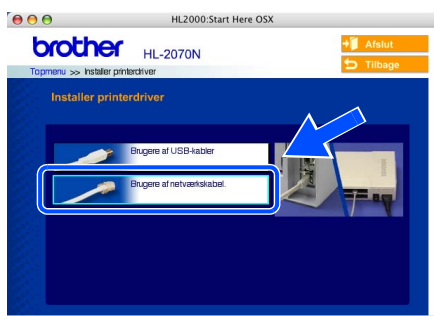 HL2000:Start Here OSX
brother HL-2070N
Afslut
Tilbage
Topmenu >> Installer printerdriver
Installer printerdriver
Brugere af USB-kabler
Brugere af netværkskabel.